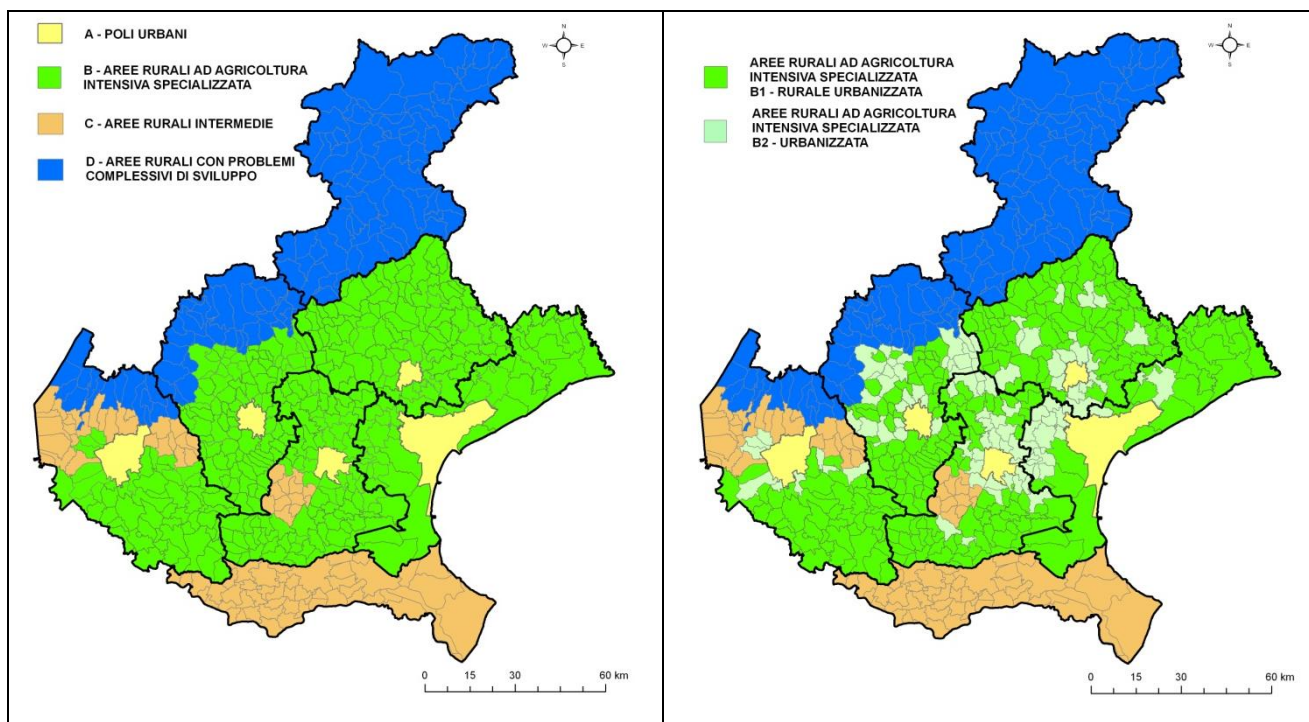 A - POLI URBANI
B - AREE RURALI AD AGRICOLTURA
INTENSIVA SPECIALIZZATA
C - AREE RURALI INTERMEDIE
D - AREE RURALI CON PROBLEMI
COMPLESSIVI DI SVILUPPO
N
W E
S
0 15 30 60 km
AREE RURALI AD AGRICOLTURA
INTENSIVA SPECIALIZZATA
B1 - RURALE URBANIZZATA
AREE RURALI AD AGRICOLTURA
INTENSIVA SPECIALIZZATA
B2 - URBANIZZATA
N
W E
S
0 15 30 60 km